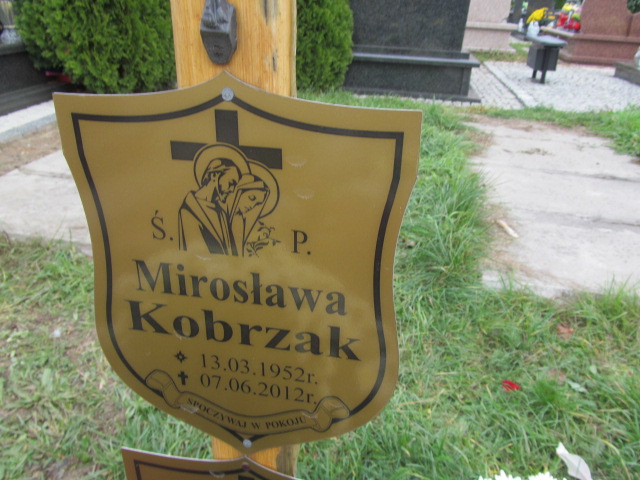 Ś. P.
Mirosława
Kobrzak
13.03.1952r.
07.06.2012r.
SPOCZYWAJ W POKOJU